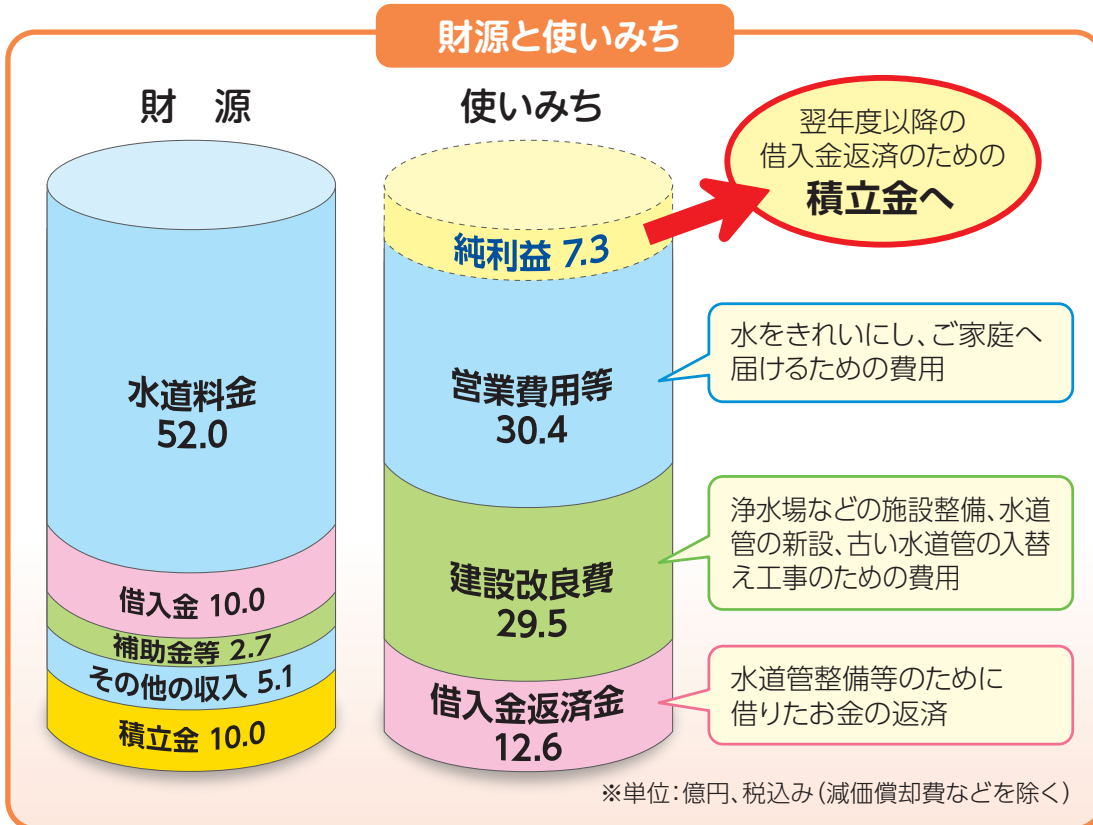 財源と使いみち
財　源
水道料金
52.0
借入金 10.0
補助金等 2.7
その他の収入 5.1
積立金 10.0
使いみち
純利益 7.3
営業費用等
30.4
建設改良費
29.5
借入金返済金
12.6
翌年度以降の
借入金返済のための
積立金へ
水をきれいにし、ご家庭へ
届けるための費用
浄水場などの施設整備、水道
管の新設、古い水道管の入替
え工事のための費用
水道管整備等のために
借りたお金の返済
※単位：億円、税込み（減価償却費などを除く）